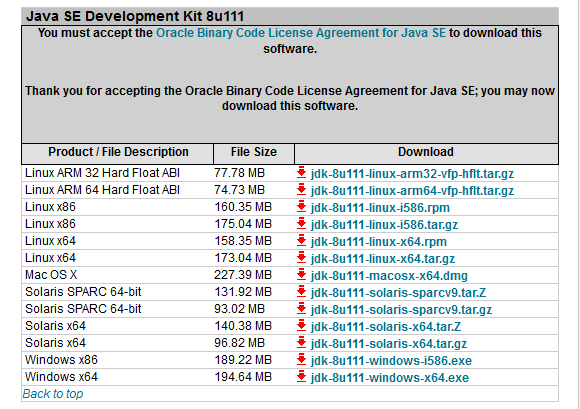 Java SE Development Kit 8u111
You must accept the Oracle Binary Code License Agreement for Java SE to download this
software.
Thank you for accepting the Oracle Binary Code License Agreement for Java SE; you may now
download this software.
Product / File Description File Size Download
Linux ARM 32 Hard Float ABI 77.78 MB jdk-8u111-linux-arm32-vfp-hflt.tar.gz
Linux ARM 64 Hard Float ABI 74.73 MB jdk-8u111-linux-arm64-vfp-hflt.tar.gz
Linux x86 160.35 MB jdk-8u111-linux-i586.rpm
Linux x86 175.04 MB jdk-8u111-linux-i586.tar.gz
Linux x64 158.35 MB jdk-8u111-linux-x64.rpm
Linux x64 173.04 MB jdk-8u111-linux-x64.tar.gz
Mac OS X 227.39 MB jdk-8u111-macosx-x64.dmg
Solaris SPARC 64-bit 131.92 MB jdk-8u111-solaris-sparcv9.tar.Z
Solaris SPARC 64-bit 93.02 MB jdk-8u111-solaris-sparcv9.tar.gz
Solaris x64 140.38 MB jdk-8u111-solaris-x64.tar.Z
Solaris x64 96.82 MB jdk-8u111-solaris-x64.tar.gz
Windows x86 189.22 MB jdk-8u111-windows-i586.exe
Windows x64 194.64 MB jdk-8u111-windows-x64.exe
Back to top